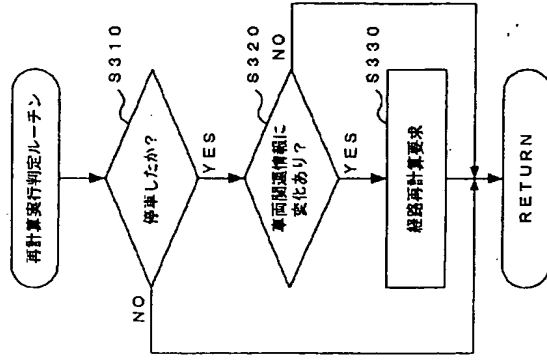 再計算実行判定ルーチン
S310
停車したか？
NO
YES
S320
車両関連情報に
変化あり？
NO
YES
S330
経路再計算要求
RETURN